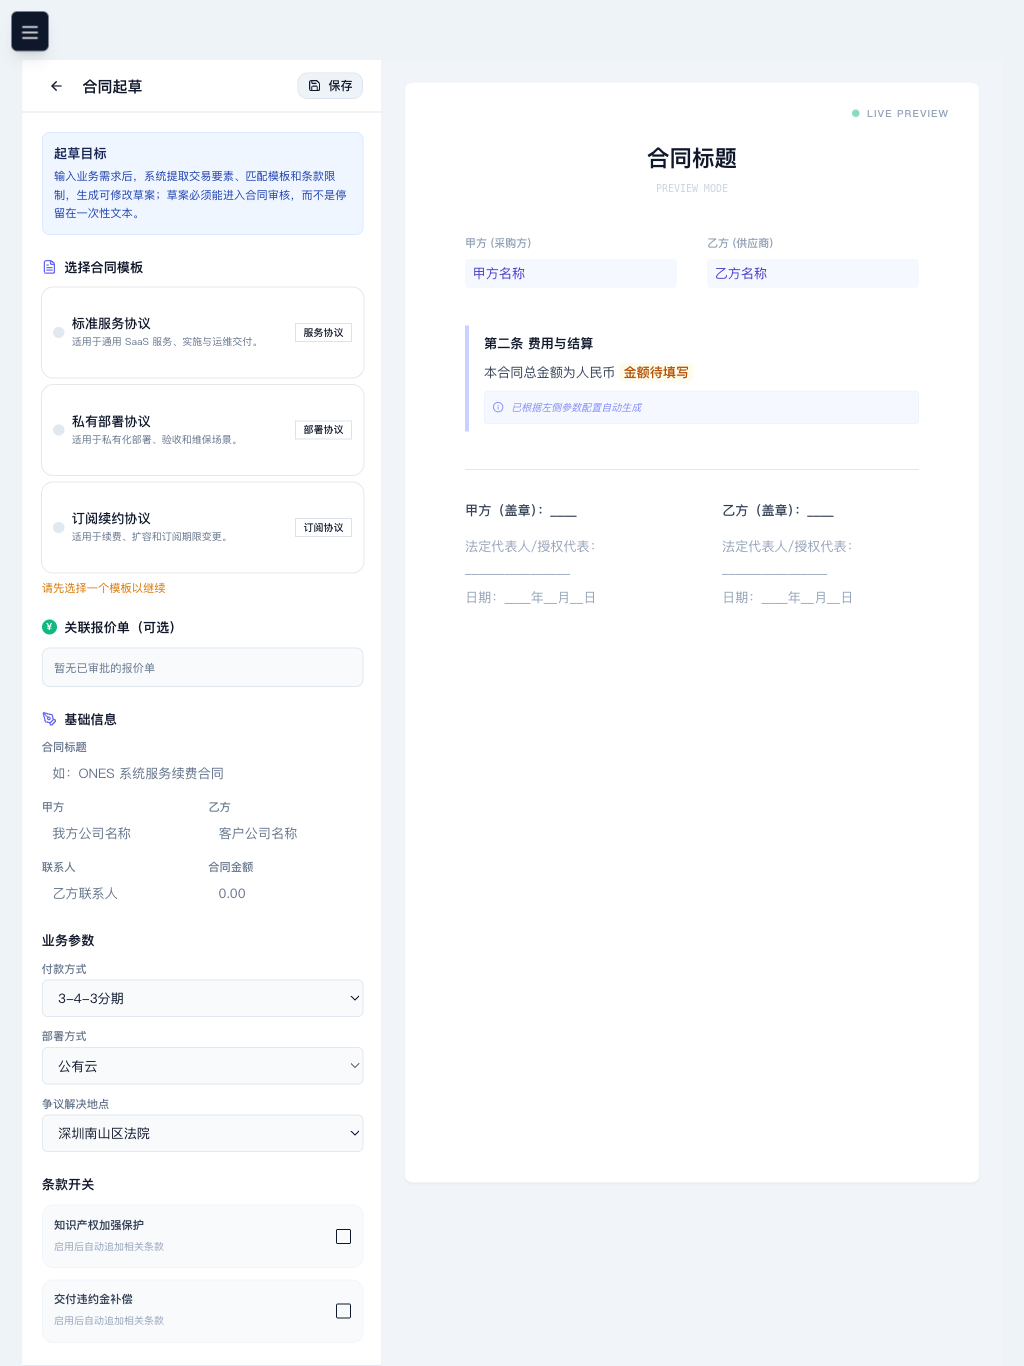 合同起草
保存
起草目标
输入业务需求后，系统提取交易要素、匹配模板和条款限
制，生成可修改草案；草案必须能进入合同审核，而不是停
留在一次性文本。
选择合同模板
标准服务协议
适用于通用 SaaS 服务、实施与运维交付。
服务协议
私有部署协议
适用于私有化部署、验收和维保场景。
部署协议
订阅续约协议
适用于续费、扩容和订阅期限变更。
订阅协议
请先选择一个模板以继续
¥ 关联报价单（可选）
暂无已审批的报价单
基础信息
合同标题
如：ONES 系统服务续费合同
甲方
乙方
我方公司名称
客户公司名称
联系人
合同金额
乙方联系人
0.00
业务参数
付款方式
3-4-3分期
部署方式
公有云
争议解决地点
深圳南山区法院
条款开关
知识产权加强保护
启用后自动追加相关条款
交付违约金补偿
启用后自动追加相关条款
LIVE PREVIEW
合同标题
PREVIEW MODE
甲方 (采购方)
乙方 (供应商)
甲方名称
乙方名称
第二条 费用与结算
本合同总金额为人民币 金额待填写
已根据左侧参数配置自动生成
甲方（盖章）：____
乙方（盖章）：____
法定代表人/授权代表：
________________
法定代表人/授权代表：
________________
日期：____年__月__日
日期：____年__月__日